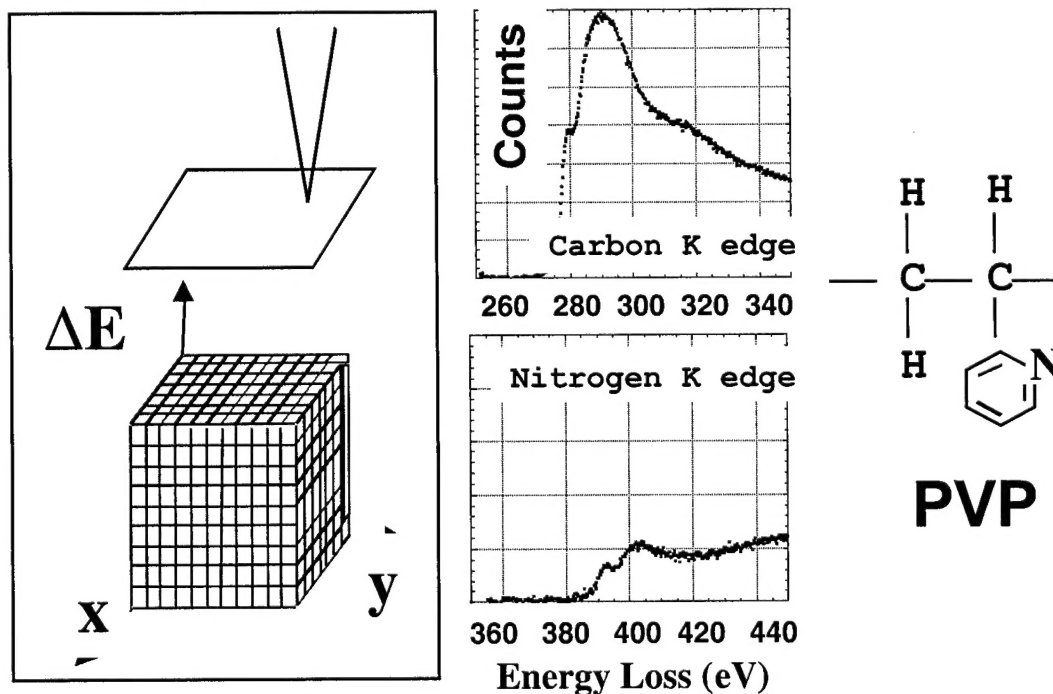 ΔE
x
y
Counts
Carbon K edge
260 280 300 320 340
Nitrogen K edge
360 380 400 420 440
Energy Loss (eV)
H H
C C
H
N
PVP